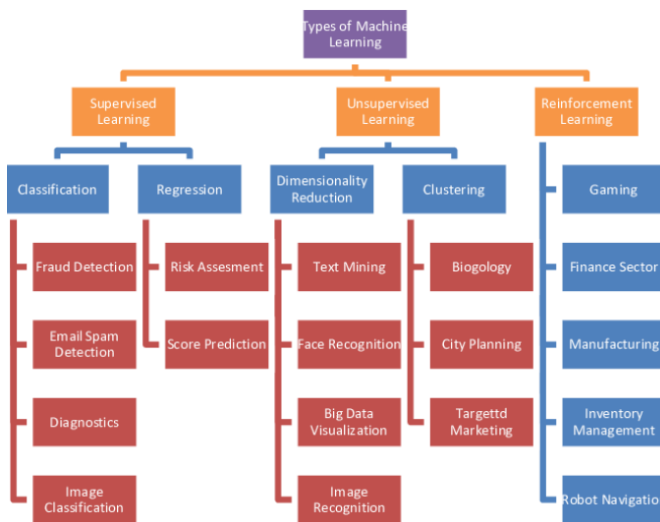 Types of Machine
Learning
Supervised
Learning
Unsupervised
Learning
Reinforcement
Learning
Classification
Regression
Dimensionality
Reduction
Clustering
Gaming
Fraud Detection
Risk Assesment
Text Mining
Biogology
Finance Sector
Email Spam
Detection
Score Prediction
Face Recognition
City Planning
Manufacturing
Diagnostics
Big Data
Visualization
Targettd
Marketing
Inventory
Management
Image
Classification
Image
Recognition
Robot Navigation